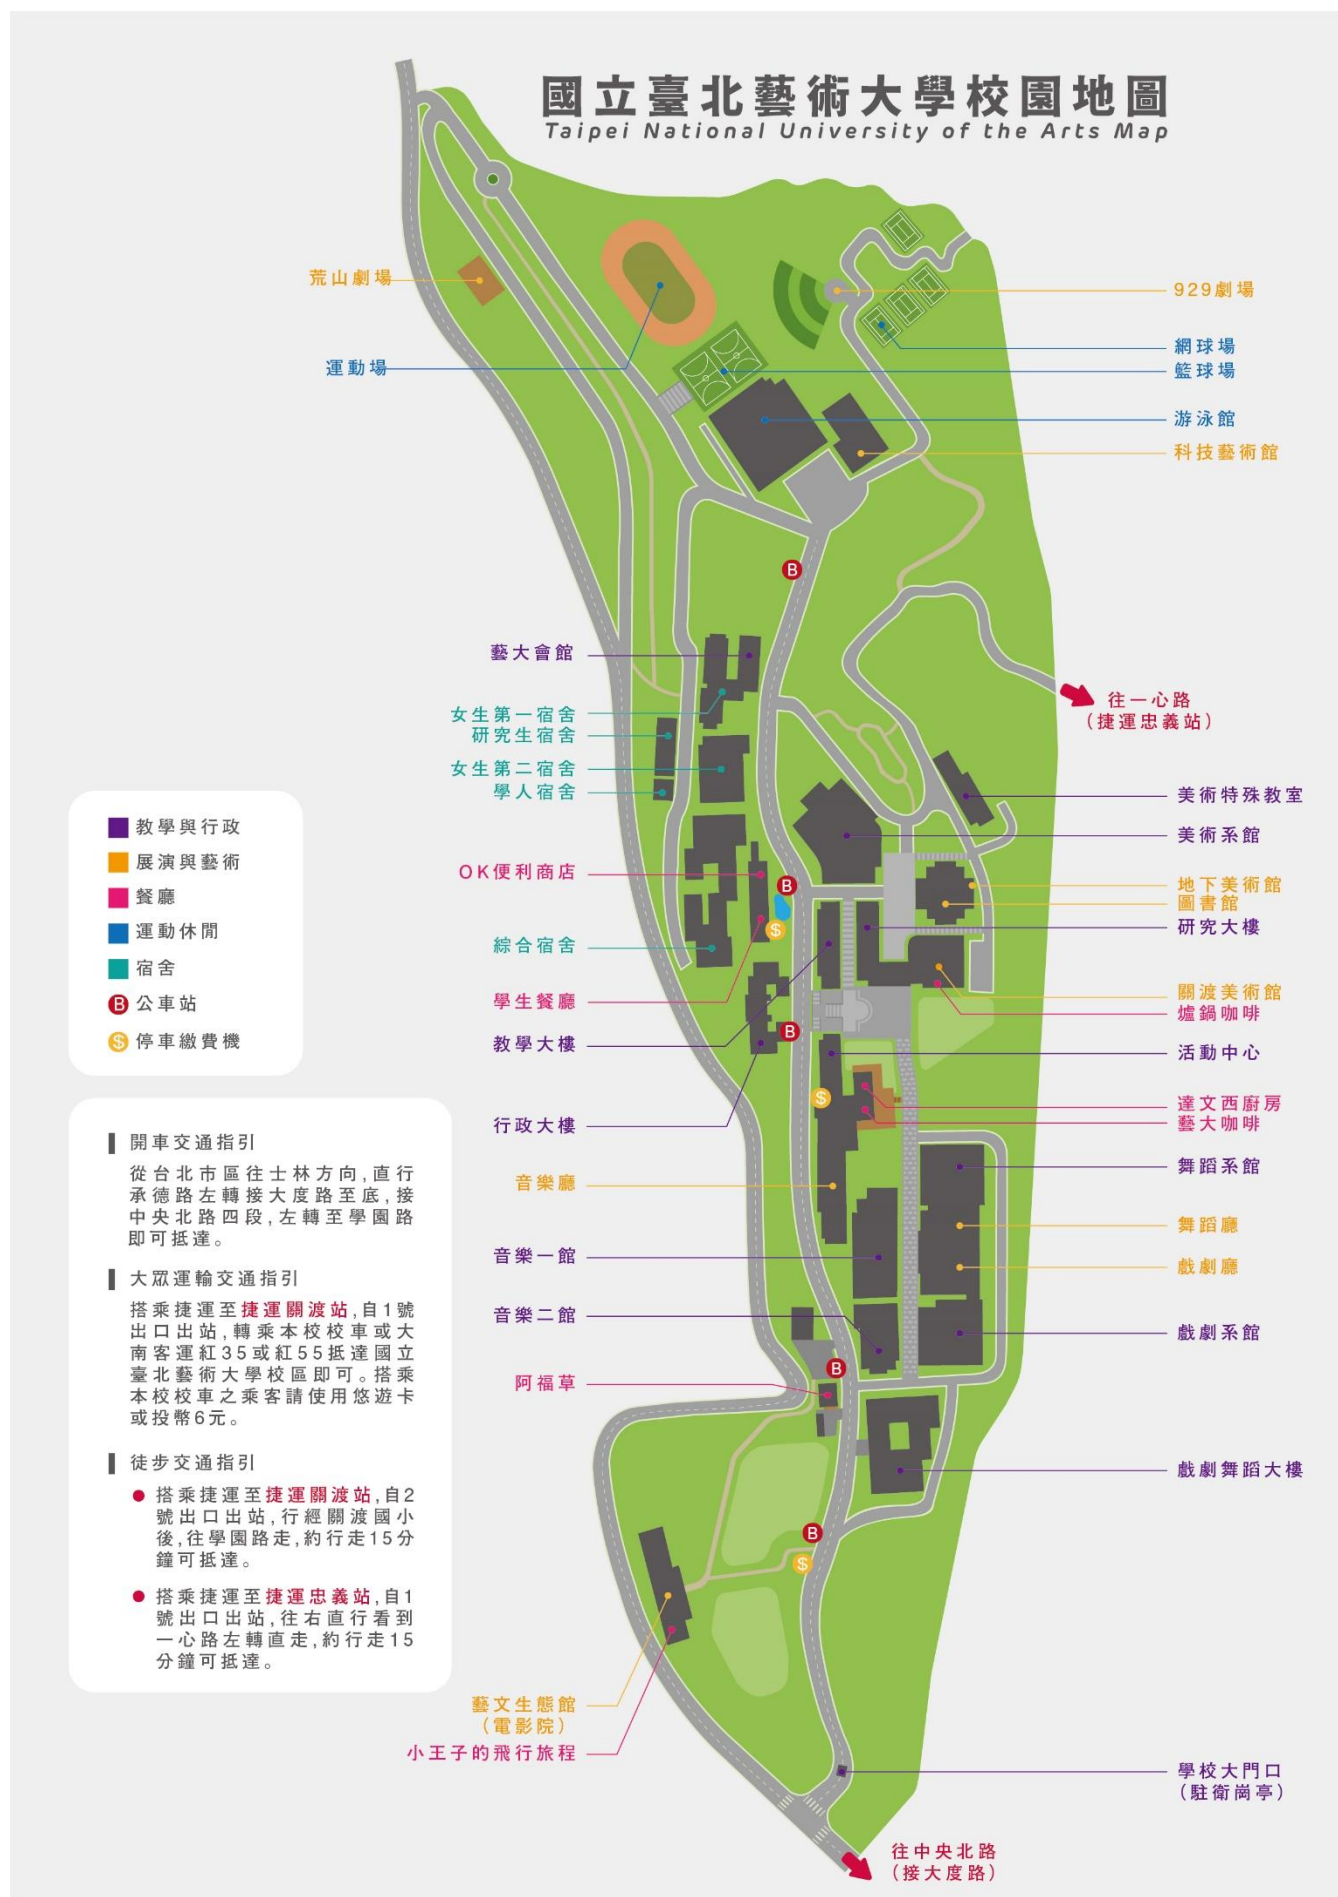 國立臺北藝術大學校園地圖
Taipei National University of the Arts Map
荒山劇場
運動場
929劇場
網球場
籃球場
游泳館
科技藝術館
B
藝大會館
女生第一宿舍
研究生宿舍
女生第二宿舍
學人宿舍
往一心路
(捷運忠義站)
美術特殊教室
美術系館
OK便利商店
B
$
綜合宿舍
學生餐廳
教學大樓
B
行政大樓
地下美術館
圖書館
研究大樓
關渡美術館
爐鍋咖啡
活動中心
$
達文西廚房
藝大咖啡
舞蹈系館
音樂廳
舞蹈廳
音樂一館
戲劇廳
音樂二館
戲劇系館
阿福草
B
戲劇舞蹈大樓
B
$
藝文生態館
(電影院)
小王子的飛行旅程
學校大門口
(駐衛崗亭)
往中央北路
(接大度路)
教學與行政
展演與藝術
餐廳
運動休閒
宿舍
B 公車站
$ 停車繳費機
開車交通指引
從台北市區往士林方向,直行
承德路左轉接大度路至底,接
中央北路四段,左轉至學園路
即可抵達。
大眾運輸交通指引
搭乘捷運至捷運關渡站,自1號
出口出站,轉乘本校校車或大
南客運紅35或紅55抵達國立
臺北藝術大學校區即可。搭乘
本校校車之乘客請使用悠遊卡
或投幣6元。
徒步交通指引
搭乘捷運至捷運關渡站,自2
號出口出站,行經關渡國小
後,往學園路走,約行走15分
鐘可抵達。
搭乘捷運至捷運忠義站,自1
號出口出站,往右直行看到
一心路左轉直走,約行走15
分鐘可抵達。